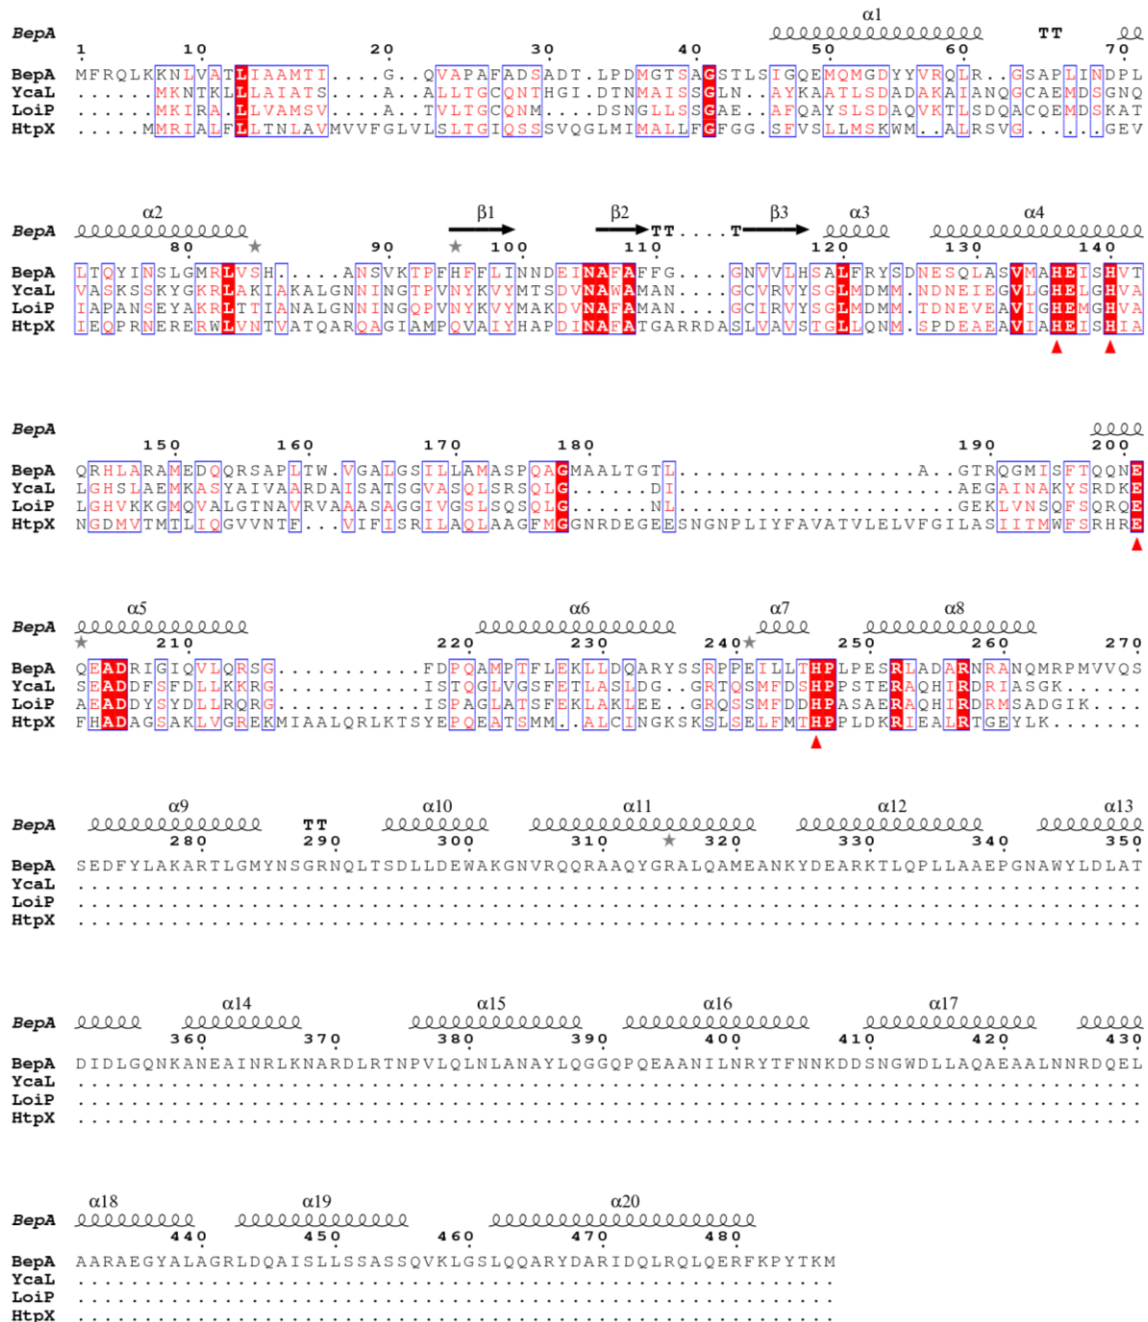 α1
BepA TT
1 10 20 30 40 50 60 70
BepA MFRQLKKNLVATLIAAMTI....G..QVAPAFADSADT.LPDMGTSAGSTLSIGQEMQMGDYYVRQLR..GSAPLINDPL
YcaL ......MKNTKLLLAIATS....A..ALLTGCQNTHGI.DTNMAISSGLN..AYKAATLSDADAKAIANQGCAEMDSGNQ
LoiP ......MKIRA.LLVAMSV....A..TVLTGCQNM...DSNGLLSSGAE..AFQAYSLSDAQVKTLSDQACQEMDSKAT
HtpX .....MMRIALFLLTNLAVMVVFGLVLSLTGIQSSSVQGLMIMALLFGFGG.SFVSLLMSKWM..ALRSVG....GEV
α2 β1 β2 β3 α3 α4
BepA TT....T
80 90 100 110 120 130 140
BepA LTQYINSLGMRLVSH....ANSVKTPFHFFLINNDEINAFAFFG....GNVVLHSALFRYSDNESQLASVMAHEISHVT
YcaL VASKSSKYGKRLAKIAKALGNNINGTPVNYKVYMTSDVNAWAMAN....GCVRVYSGLMDMM.NDNEIEGVLGHELGHVA
LoiP IAPANSEYAKRLTTIANALGNNINGQPVNYKVYMAKDVNAFAMAN....GCIRVYSGLMDMM.TDNEVEAVIGHEMGHVA
HtpX IEQPRNERERWLVNTVATQARQAGIAMPQVAIYHAPDINAFATGARRDASLVAVSTGLLQNM.SPDEAEAVIAHEISHIA
BepA
150 160 170 180 190 200
BepA QRHLARAMEDQQRSAPLTW.VGALGSILLAMASPQAGMAALTGTL..................A..GTRQGMISFTQQNE
YcaL LGHSLAEMKASYAIVAARDAISATSGVASQLSRSQLG.....DI...................AEGAINAKYSRDKE
LoiP LGHVKKGMQVALGTNAVRVAAASAGGIVGSLSQSQLG.....NL...................GEKLVNSQFSQRQE
HtpX NGDMVTMTLIQGVVNTF...VIFISRILAQLAAGFMGGNRDEGEESNGNPLIYFAVATVLELVFGILASIITMWFSRHRE
α5 α6 α7 α8
BepA
210 220 230 240 250 260 270
BepA QEADRIGIQVLQRSG.............FDPQAMPTFLEKLLDQARYSSRPPEILLTHPLPESRLADARNRANQMRPMVVQS
YcaL SEADDFSFDLLKKRG.............ISTQGLVGSFETLASLDG..GRTQSMFDSHPPSTERAQHIRDRIASGK......
LoiP AEADDYSYDLLRQRG.............ISPAGLATSFEKLAKLEE..GRQSSMFDDHPASAERAQHIRDRMSADGIK....
HtpX FHADAGSAKLVGREKMIAALQRLKTSYEPQEATSMM..ALCINGKSKSLSELFMTHPPLDKRIEALRTGEYLK......
α9 α10 α11 α12 α13
BepA TT
280 290 300 310 320 330 340 350
BepA SEDFYLAKARTLGMYNSGRNQLTSDLLDEWAKGNVRQQRAAQYGRALQAMEANKYDEARKTLQPLLAAEPGNAWYLDLAT
YcaL ................................................................................
LoiP ................................................................................
HtpX ................................................................................
α14 α15 α16 α17
BepA
360 370 380 390 400 410 420 430
BepA DIDLGQNKANEAINRLKNARDLRTNPVLQLNLANAYLQGGQPQEAANILNRYTFNNKDDSNGWDLLAQAEAALNNRDQEL
YcaL ................................................................................
LoiP ................................................................................
HtpX ................................................................................
α18 α19 α20
BepA
440 450 460 470 480
BepA AARAEGYALAGRLDQAISLLSSASSQVKLGSLQQARYDARIDQLRQLQERFKPYTKM
YcaL .........................................................
LoiP .........................................................
HtpX .........................................................